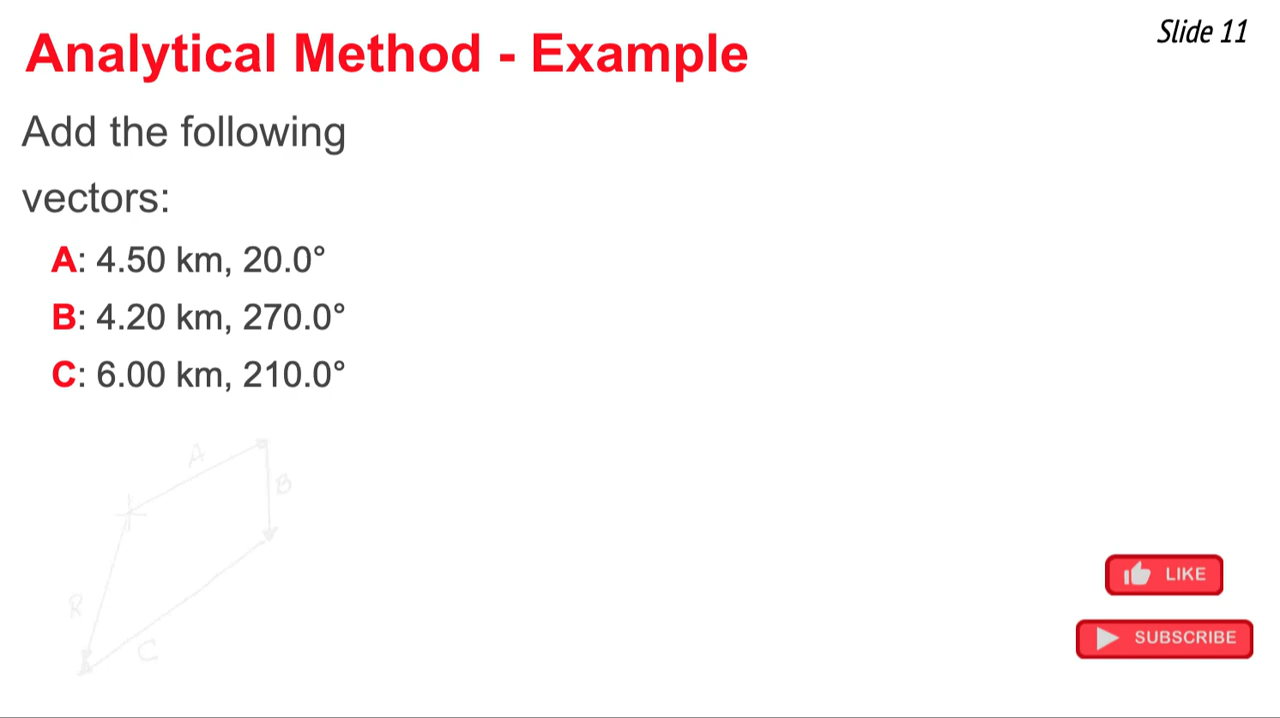 Analytical Method - Example
Slide 11
Add the following
vectors:
A: 4.50 km, 20.0°
B: 4.20 km, 270.0°
C: 6.00 km, 210.0°
A
B
R
C
LIKE
SUBSCRIBE